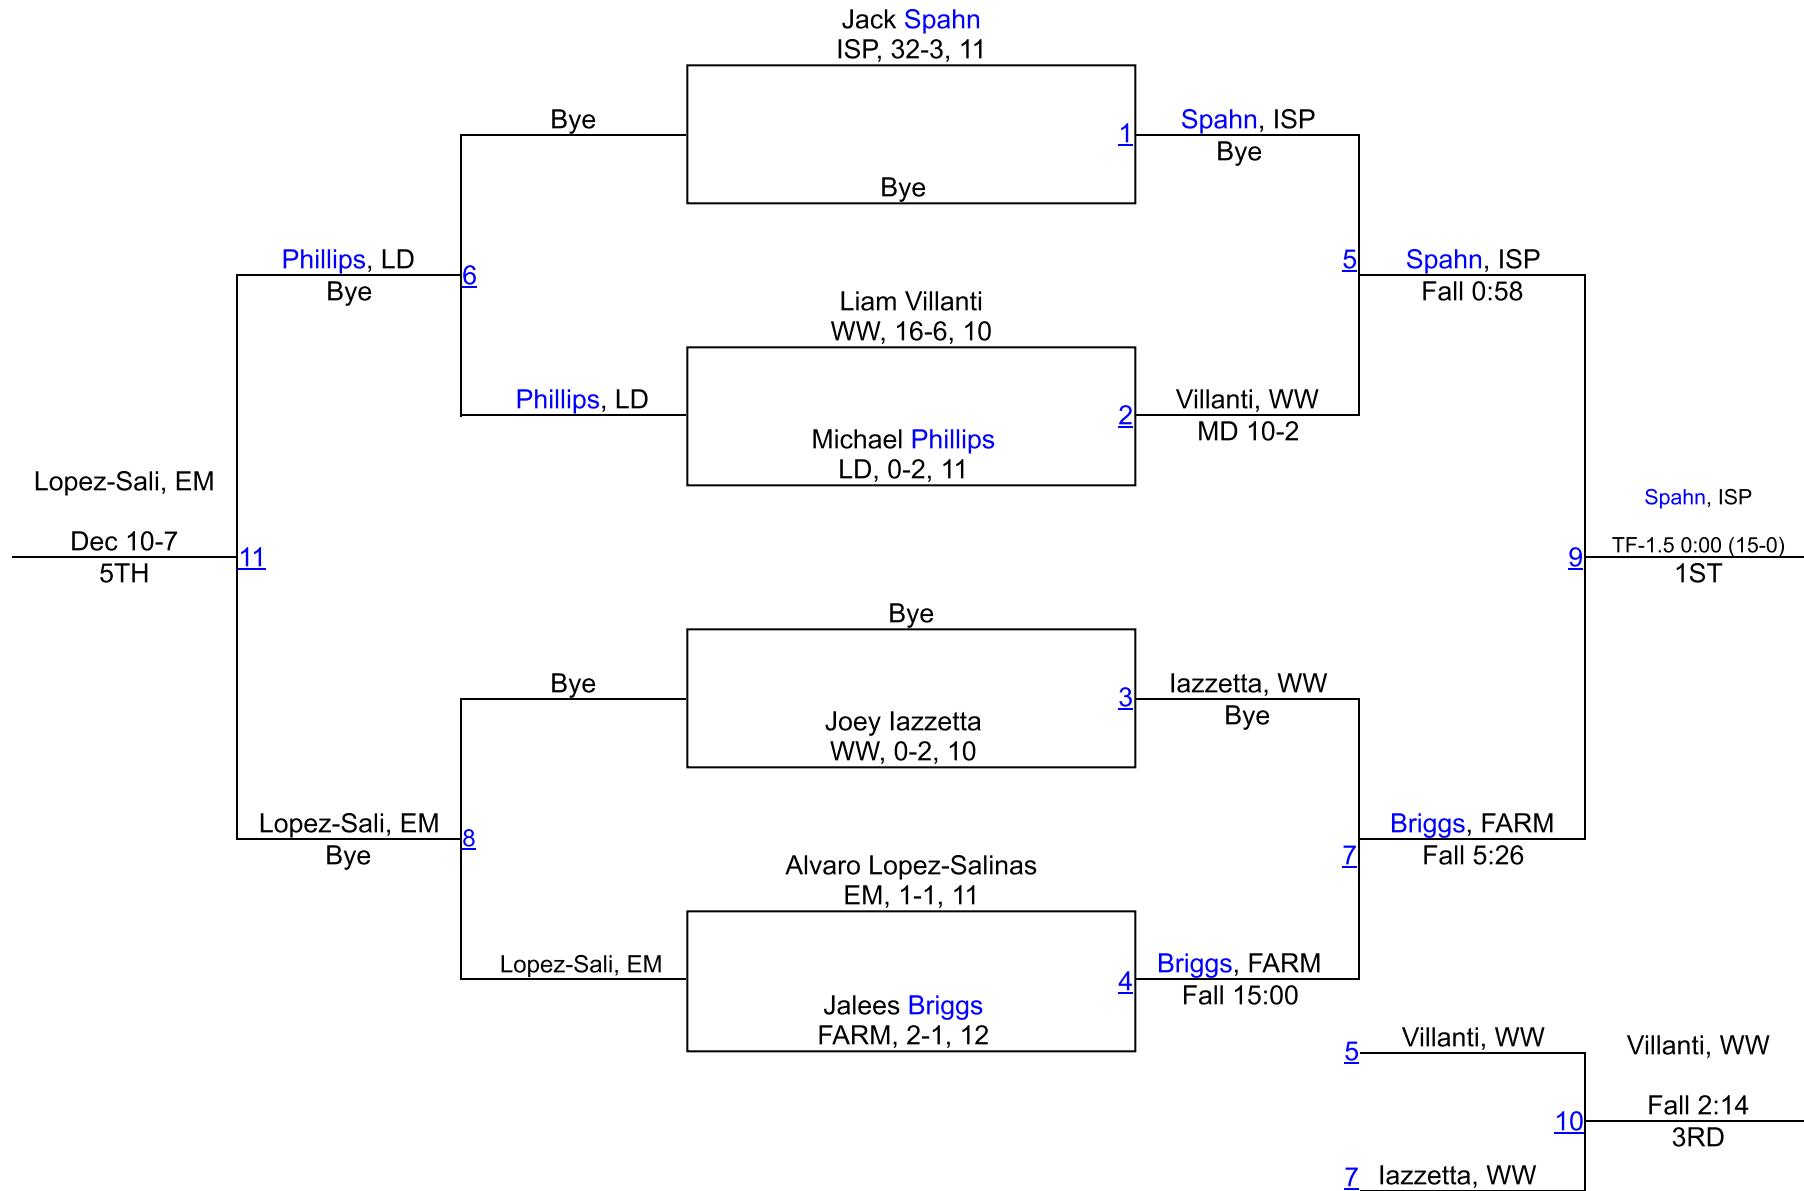 Jack Spahn
ISP, 32-3, 11
Bye
1
Spahn, ISP
Bye
Bye
Phillips, LD
Bye
6
5
Spahn, ISP
Fall 0:58
Liam Villanti
WW, 16-6, 10
Phillips, LD
2
Villanti, WW
MD 10-2
Michael Phillips
LD, 0-2, 11
Lopez-Sali, EM
Dec 10-7
5TH
11
Spahn, ISP
TF-1.5 0:00 (15-0)
1ST
9
Bye
Bye
3
Iazzetta, WW
Bye
Joey Iazzetta
WW, 0-2, 10
Lopez-Sali, EM
Bye
8
7
Briggs, FARM
Fall 5:26
Alvaro Lopez-Salinas
EM, 1-1, 11
Lopez-Sali, EM
4
Briggs, FARM
Fall 15:00
Jalees Briggs
FARM, 2-1, 12
5
Villanti, WW
Villanti, WW
Fall 2:14
3RD
10
7
Iazzetta, WW